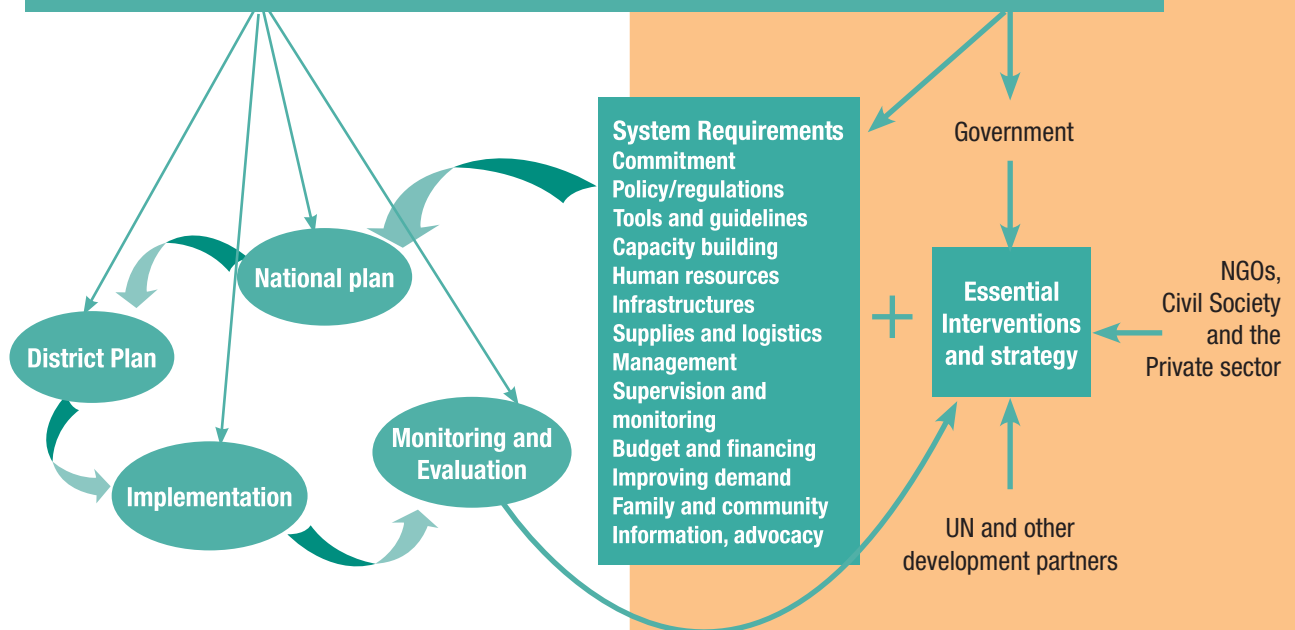 System Requirements
Commitment
Policy/regulations
Tools and guidelines
Capacity building
Human resources
Infrastructures
Supplies and logistics
Management
Supervision and
monitoring
Budget and financing
Improving demand
Family and community
Information, advocacy
Government
National plan
District Plan
Implementation
Monitoring and
Evaluation
+
Essential
Interventions
and strategy
NGOs,
Civil Society
and the
Private sector
UN and other
development partners